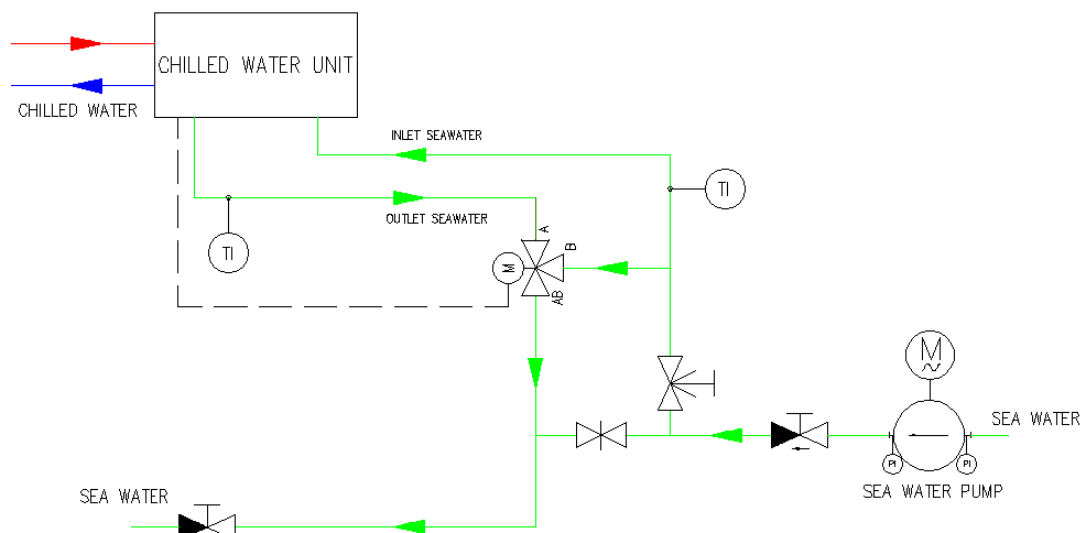 CHILLED WATER UNIT
CHILLED WATER
INLET SEAWATER
TI
OUTLET SEAWATER
TI
A
B
M
AB
M
SEA WATER
PI
PI
SEA WATER PUMP
SEA WATER